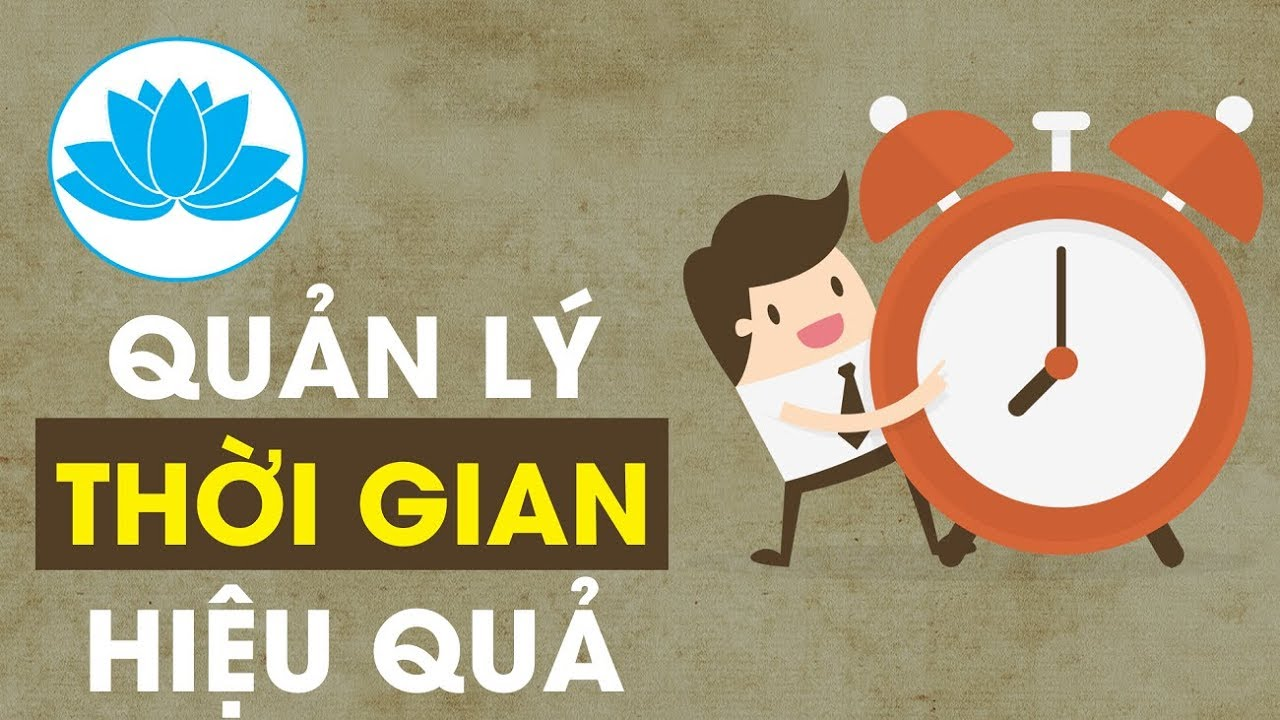 QUẢN LÝ
THỜI GIAN
HIỆU QUẢ